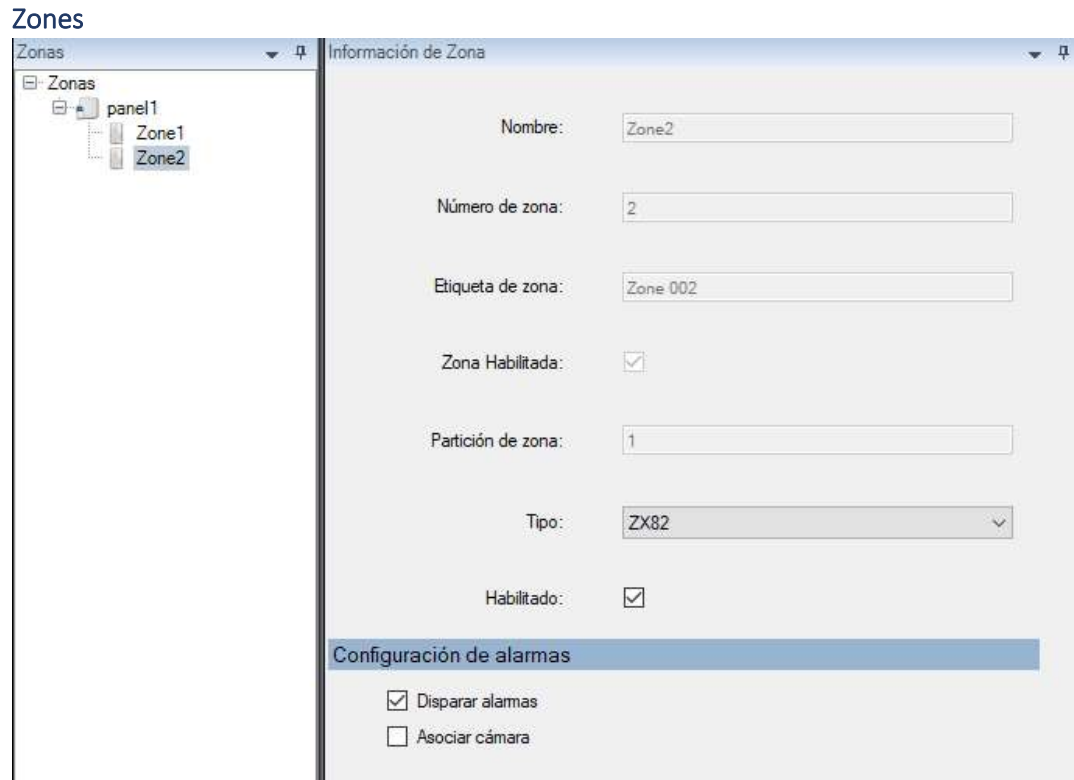 Zones
Zonas
Información de Zona
Zonas
panel1
Zone1
Zone2
Nombre: Zone2
Número de zona: 2
Etiqueta de zona: Zone 002
Zona Habilitada:
Partición de zona: 1
Tipo: ZX82
Habilitado:
Configuración de alarmas
Disparar alarmas
Asociar cámara